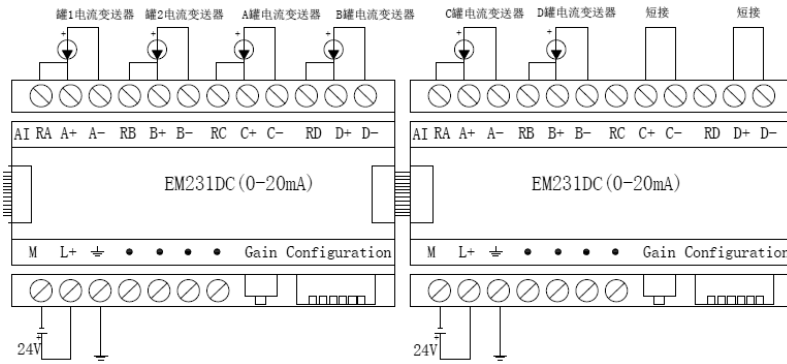 罐1电流变送器 罐2电流变送器 A罐电流变送器 B罐电流变送器 C罐电流变送器 D罐电流变送器 短接 短接
+ + + + + +
AI RA A+ A- RB B+ B- RC C+ C- RD D+ D- AI RA A+ A- RB B+ B- RC C+ C- RD D+ D-
EM231DC(0-20mA) EM231DC(0-20mA)
M L+ Gain Configuration M L+ Gain Configuration
+ +
24V 24V